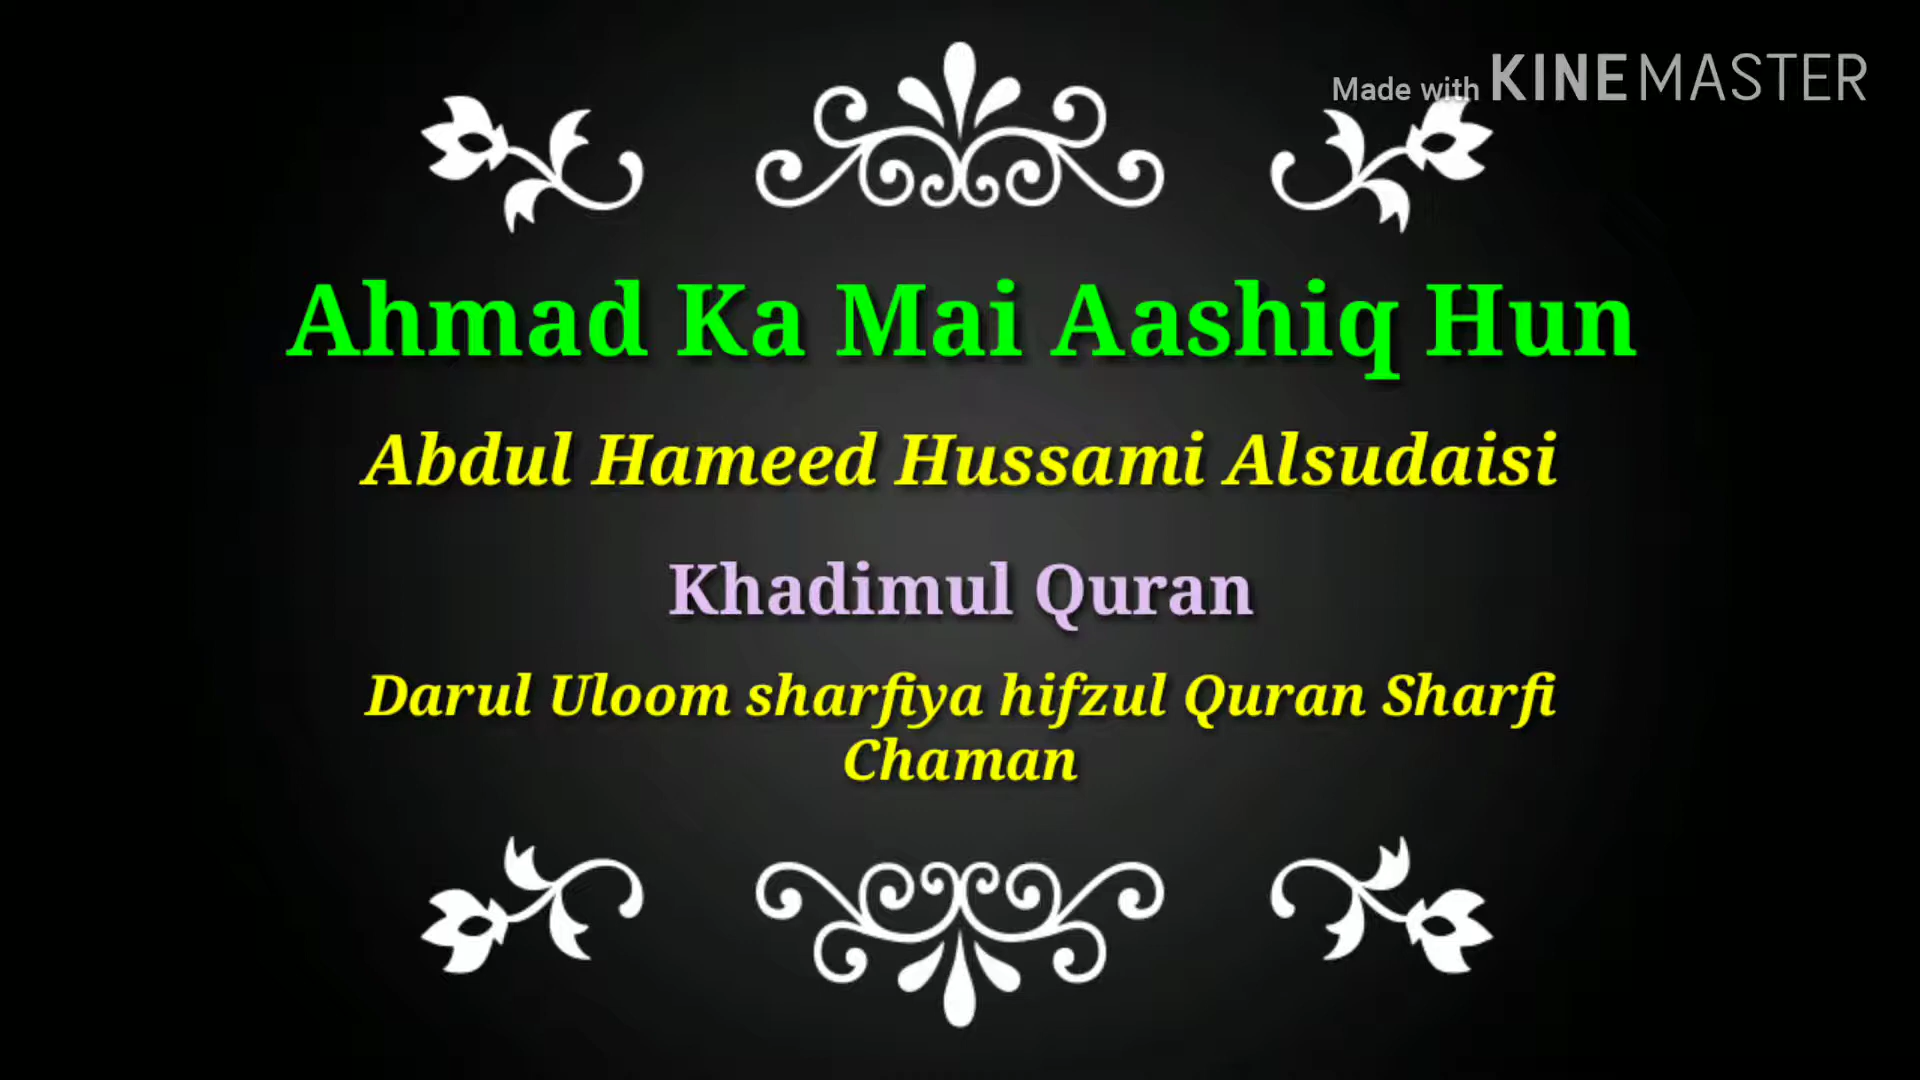 Made with KINEMASTER
Ahmad Ka Mai Aashiq Hun
Abdul Hameed Hussami Alsudaisi
Khadimul Quran
Darul Uloom sharfiya hifzul Quran Sharfi
Chaman